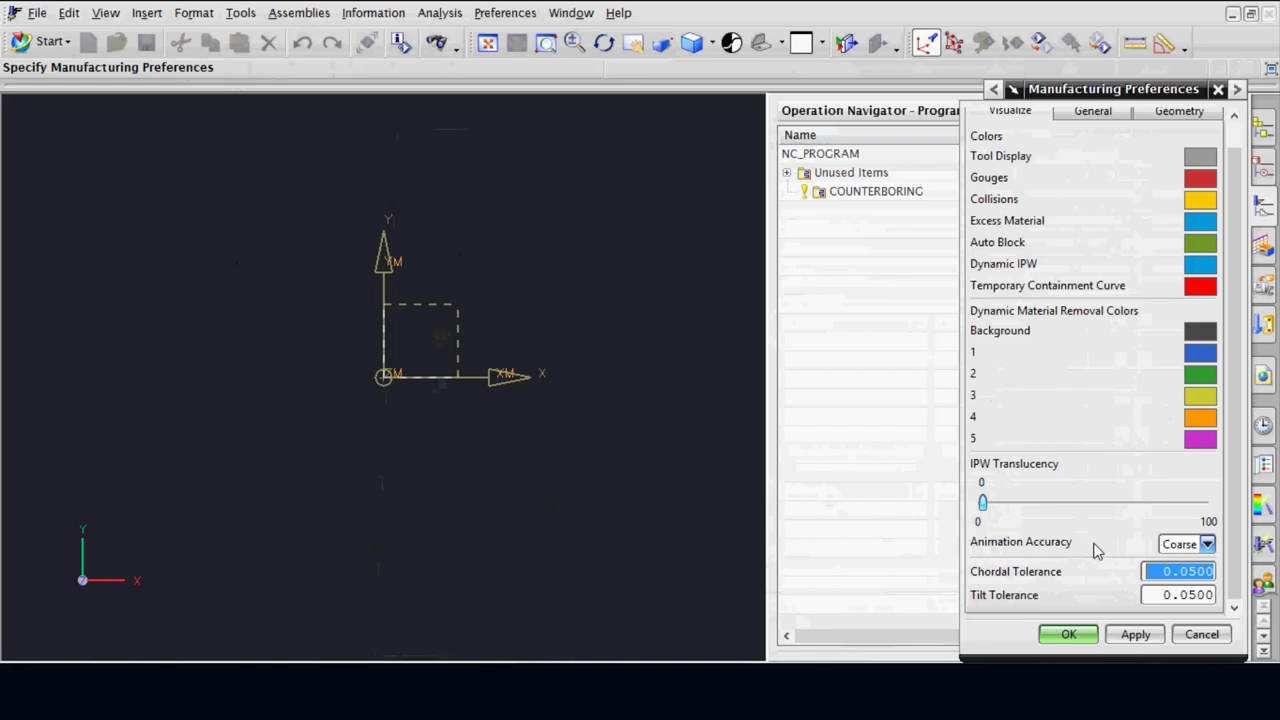 File Edit View Insert Format Tools Assemblies Information Analysis Preferences Window Help
Start
Specify Manufacturing Preferences
Manufacturing Preferences
Operation Navigator - Program
Visualize General Geometry
Name
Colors
NC_PROGRAM
Tool Display
Unused Items
Gouges
COUNTERBORING
Collisions
Excess Material
Auto Block
Dynamic IPW
Temporary Containment Curve
Dynamic Material Removal Colors
Background
1
2
3
4
5
IPW Translucency
0
0 100
Animation Accuracy Coarse
Chordal Tolerance 0.0500
Tilt Tolerance 0.0500
OK Apply Cancel
Y
YM
XM X
Y
X